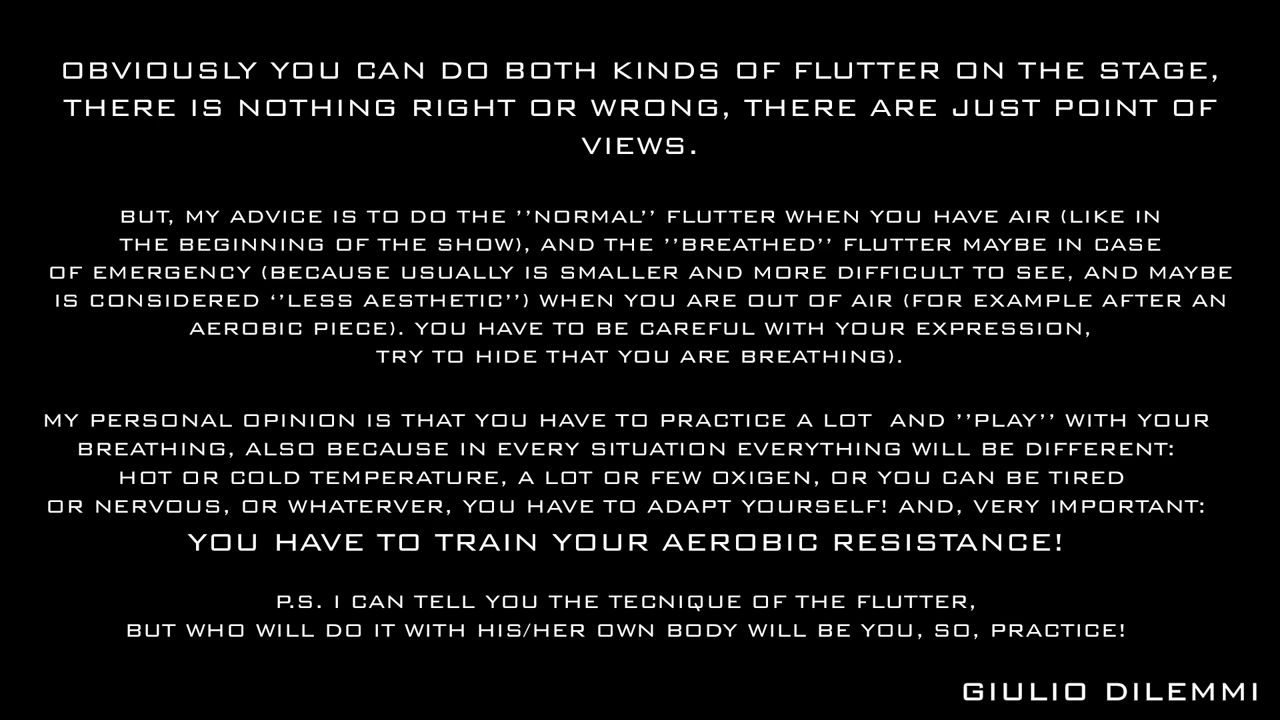 OBVIOUSLY YOU CAN DO BOTH KINDS OF FLUTTER ON THE STAGE,
THERE IS NOTHING RIGHT OR WRONG, THERE ARE JUST POINT OF
VIEWS.
BUT, MY ADVICE IS TO DO THE ’’NORMAL’’ FLUTTER WHEN YOU HAVE AIR (LIKE IN
THE BEGINNING OF THE SHOW), AND THE ’’BREATHED’’ FLUTTER MAYBE IN CASE
OF EMERGENCY (BECAUSE USUALLY IS SMALLER AND MORE DIFFICULT TO SEE, AND MAYBE
IS CONSIDERED ‘’LESS AESTHETIC’’) WHEN YOU ARE OUT OF AIR (FOR EXAMPLE AFTER AN
AEROBIC PIECE). YOU HAVE TO BE CAREFUL WITH YOUR EXPRESSION,
TRY TO HIDE THAT YOU ARE BREATHING).
MY PERSONAL OPINION IS THAT YOU HAVE TO PRACTICE A LOT  AND ’’PLAY’’ WITH YOUR
BREATHING, ALSO BECAUSE IN EVERY SITUATION EVERYTHING WILL BE DIFFERENT:
HOT OR COLD TEMPERATURE, A LOT OR FEW OXIGEN, OR YOU CAN BE TIRED
OR NERVOUS, OR WHATERVER, YOU HAVE TO ADAPT YOURSELF! AND, VERY IMPORTANT:
YOU HAVE TO TRAIN YOUR AEROBIC RESISTANCE!
P.S. I CAN TELL YOU THE TECNIQUE OF THE FLUTTER,
BUT WHO WILL DO IT WITH HIS/HER OWN BODY WILL BE YOU, SO, PRACTICE!
GIULIO DILEMMI